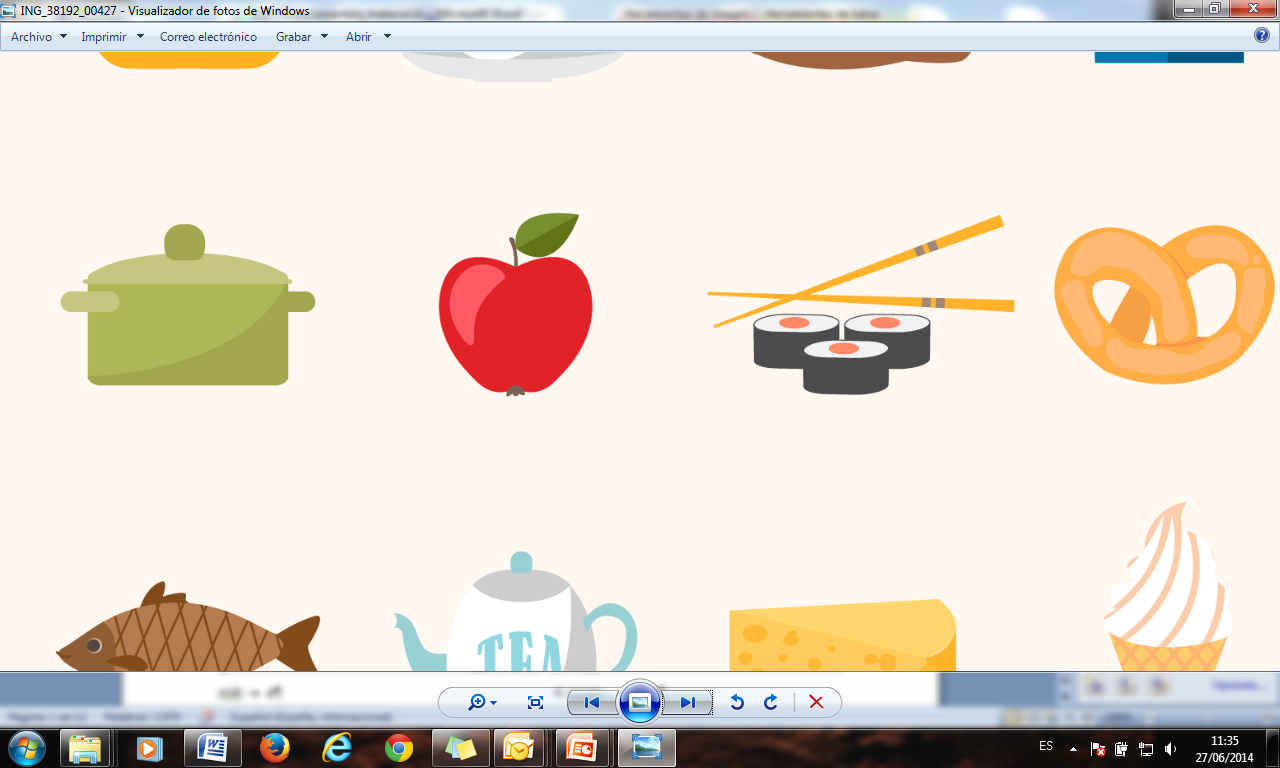 ING_38192_00427 - Visualizador de fotos de Windows
Archivo Imprimir Correo electrónico Grabar Abrir
TEA
ES
11:35
27/06/2014